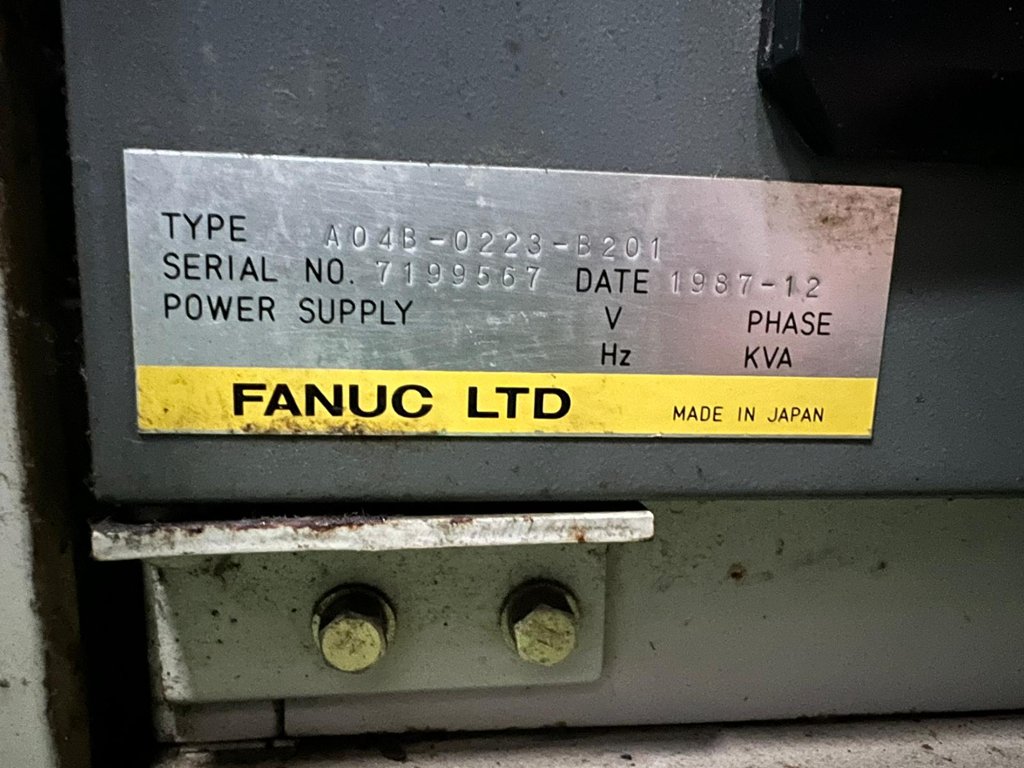 TYPE A04B-0223-B201
SERIAL NO. 7199567 DATE 1987-12
POWER SUPPLY V PHASE
Hz KVA
FANUC LTD MADE IN JAPAN